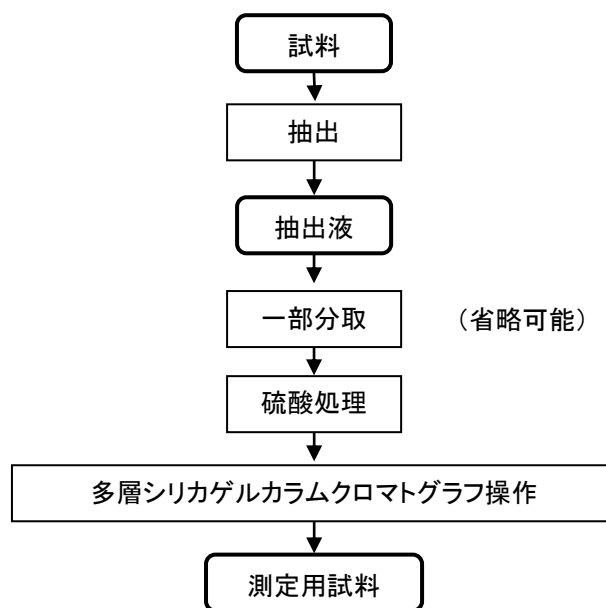 試料
抽出
抽出液
一部分取 （省略可能）
硫酸処理
多層シリカゲルカラムクロマトグラフ操作
測定用試料